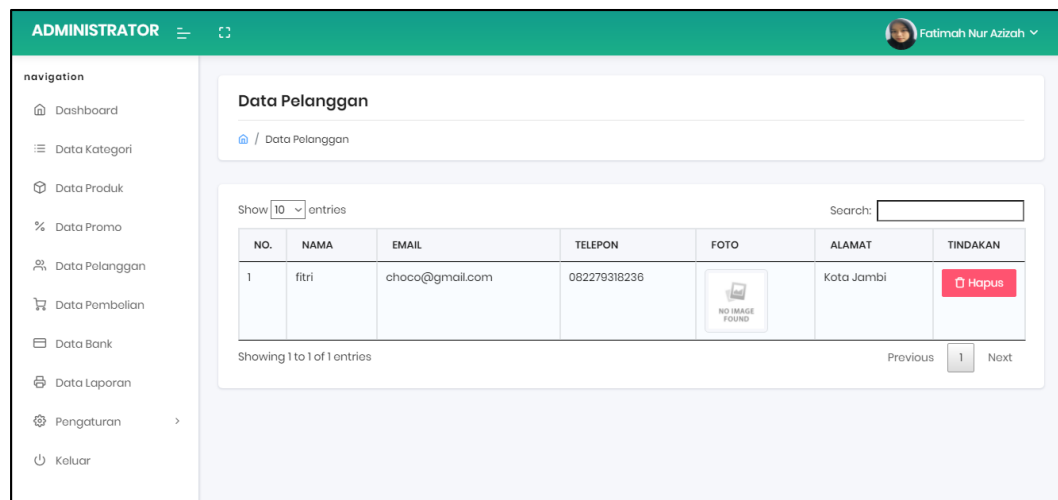 ADMINISTRATOR
Fatimah Nur Azizah
navigation
Dashboard
Data Kategori
Data Produk
Data Promo
Data Pelanggan
Data Pembelian
Data Bank
Data Laporan
Pengaturan
Keluar
Data Pelanggan
/ Data Pelanggan
Show 10 entries Search:
NO. NAMA EMAIL TELEPON FOTO ALAMAT TINDAKAN
1 fitri choco@gmail.com 082279318236 Kota Jambi Hapus
NO IMAGE
FOUND
Showing 1 to 1 of 1 entries Previous 1 Next